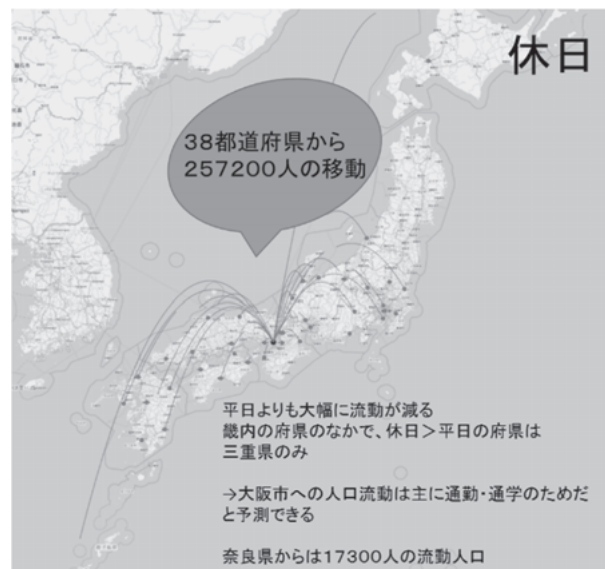 休日
38都道府県から
257200人の移動
平日よりも大幅に流動が減る
畿内の府県のなかで、休日＞平日の府県は
三重県のみ
→大阪市への人口流動は主に通勤・通学のためだ
と予測できる
奈良県からは17300人の流動人口